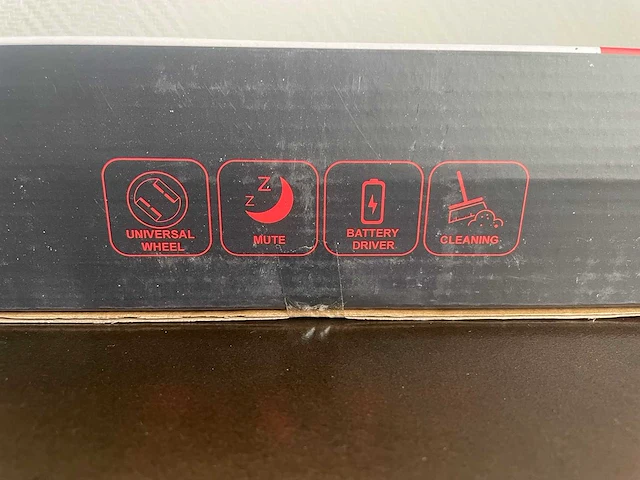 UNIVERSAL
WHEEL
Z
Z
MUTE
BATTERY
DRIVER
CLEANING